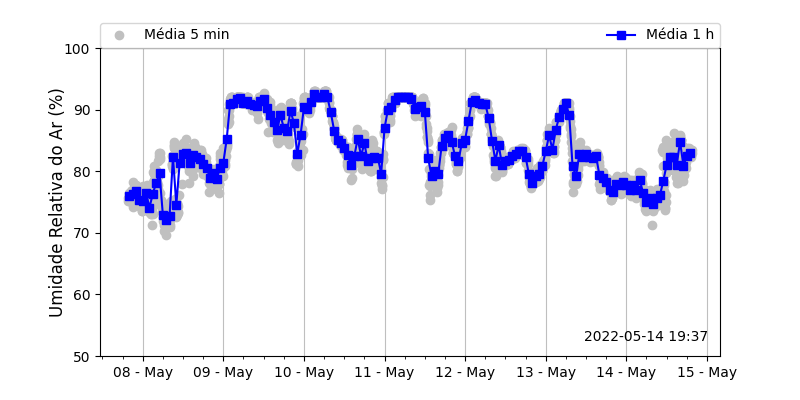 Média 5 min Média 1 h
Umidade Relativa do Ar (%)
100
90
80
70
60
50
2022-05-14 19:37
08 - May 09 - May 10 - May 11 - May 12 - May 13 - May 14 - May 15 - May